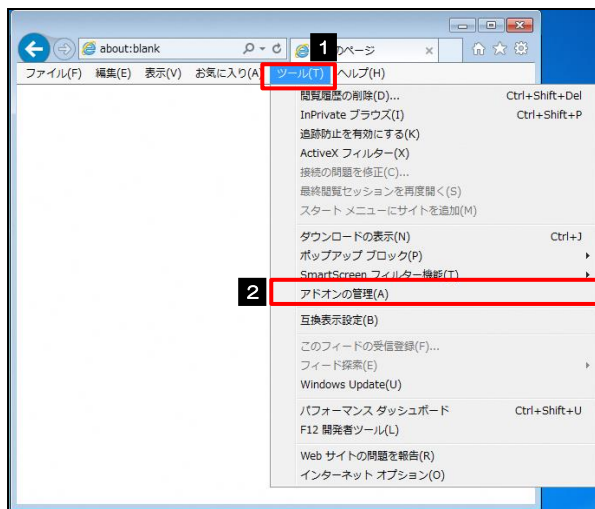 1
about:blank
のページ
ファイル(F) 編集(E) 表示(V) お気に入り(A) ツール(T) ヘルプ(H)
閲覧履歴の削除(D)... Ctrl+Shift+Del
InPrivate ブラウズ(I) Ctrl+Shift+P
追跡防止を有効にする(K)
ActiveX フィルター(X)
接続の問題を修正(C)...
最終閲覧セッションを再度開く(S)
スタート メニューにサイトを追加(M)
ダウンロードの表示(N) Ctrl+J
ポップアップ ブロック(P)
SmartScreen フィルター機能(T)
2
アドオンの管理(A)
互換表示設定(B)
このフィードの受信登録(F)...
フィード探索(E)
Windows Update(U)
パフォーマンス ダッシュボード Ctrl+Shift+U
F12 開発者ツール(L)
Web サイトの問題を報告(R)
インターネット オプション(O)